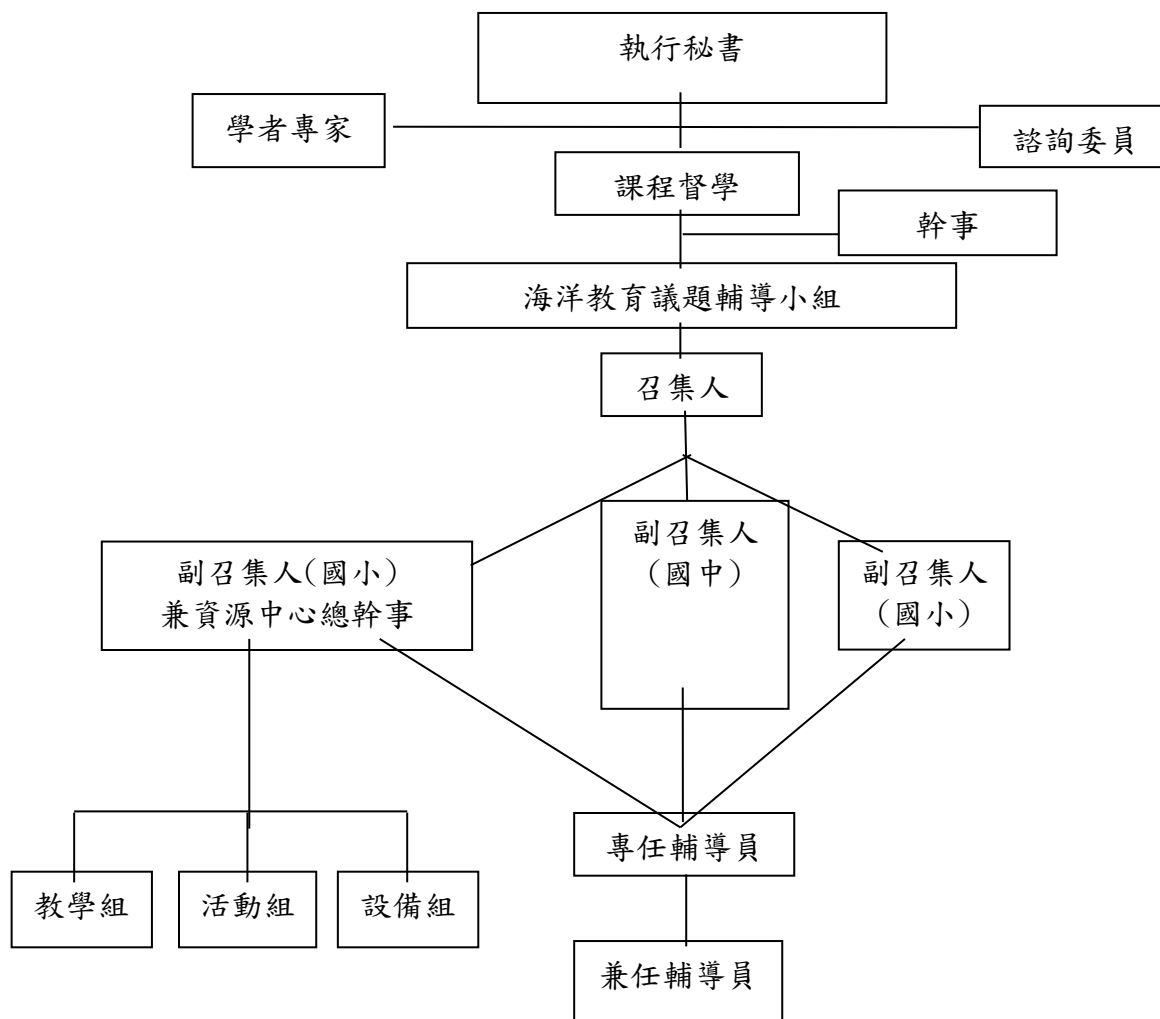 執行秘書
學者專家
諮詢委員
課程督學
幹事
海洋教育議題輔導小組
召集人
副召集人(國小)
兼資源中心總幹事
副召集人
(國中)
副召集人
(國小)
專任輔導員
教學組
活動組
設備組
兼任輔導員